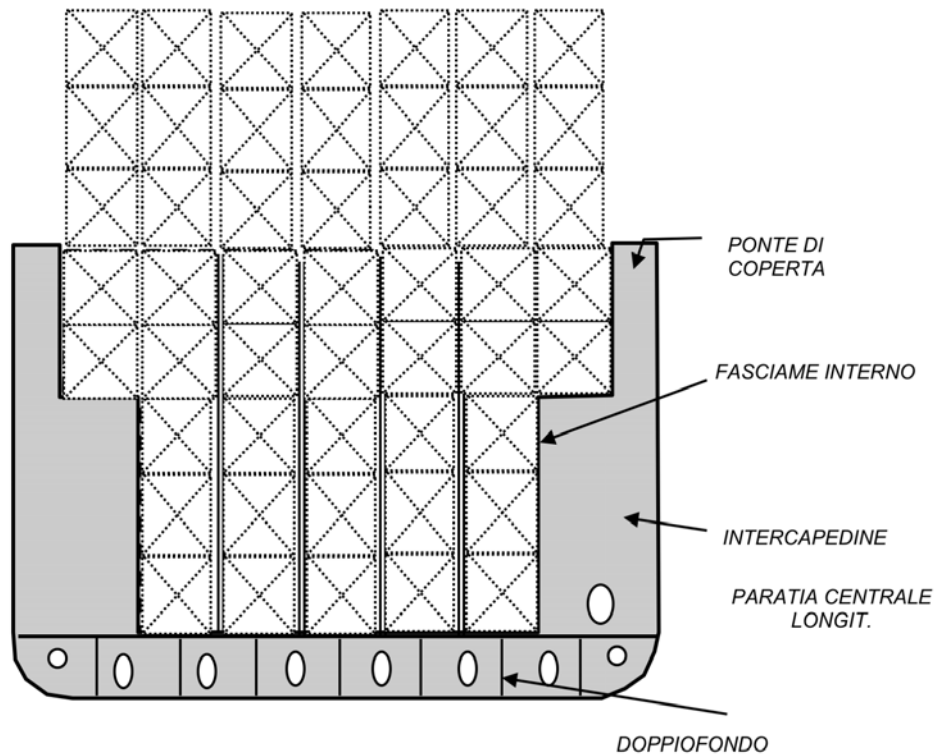 PONTE DI
COPERTA
FASCIAME INTERNO
INTERCAPEDINE
PARATIA CENTRALE
LONGIT.
DOPPIOFONDO